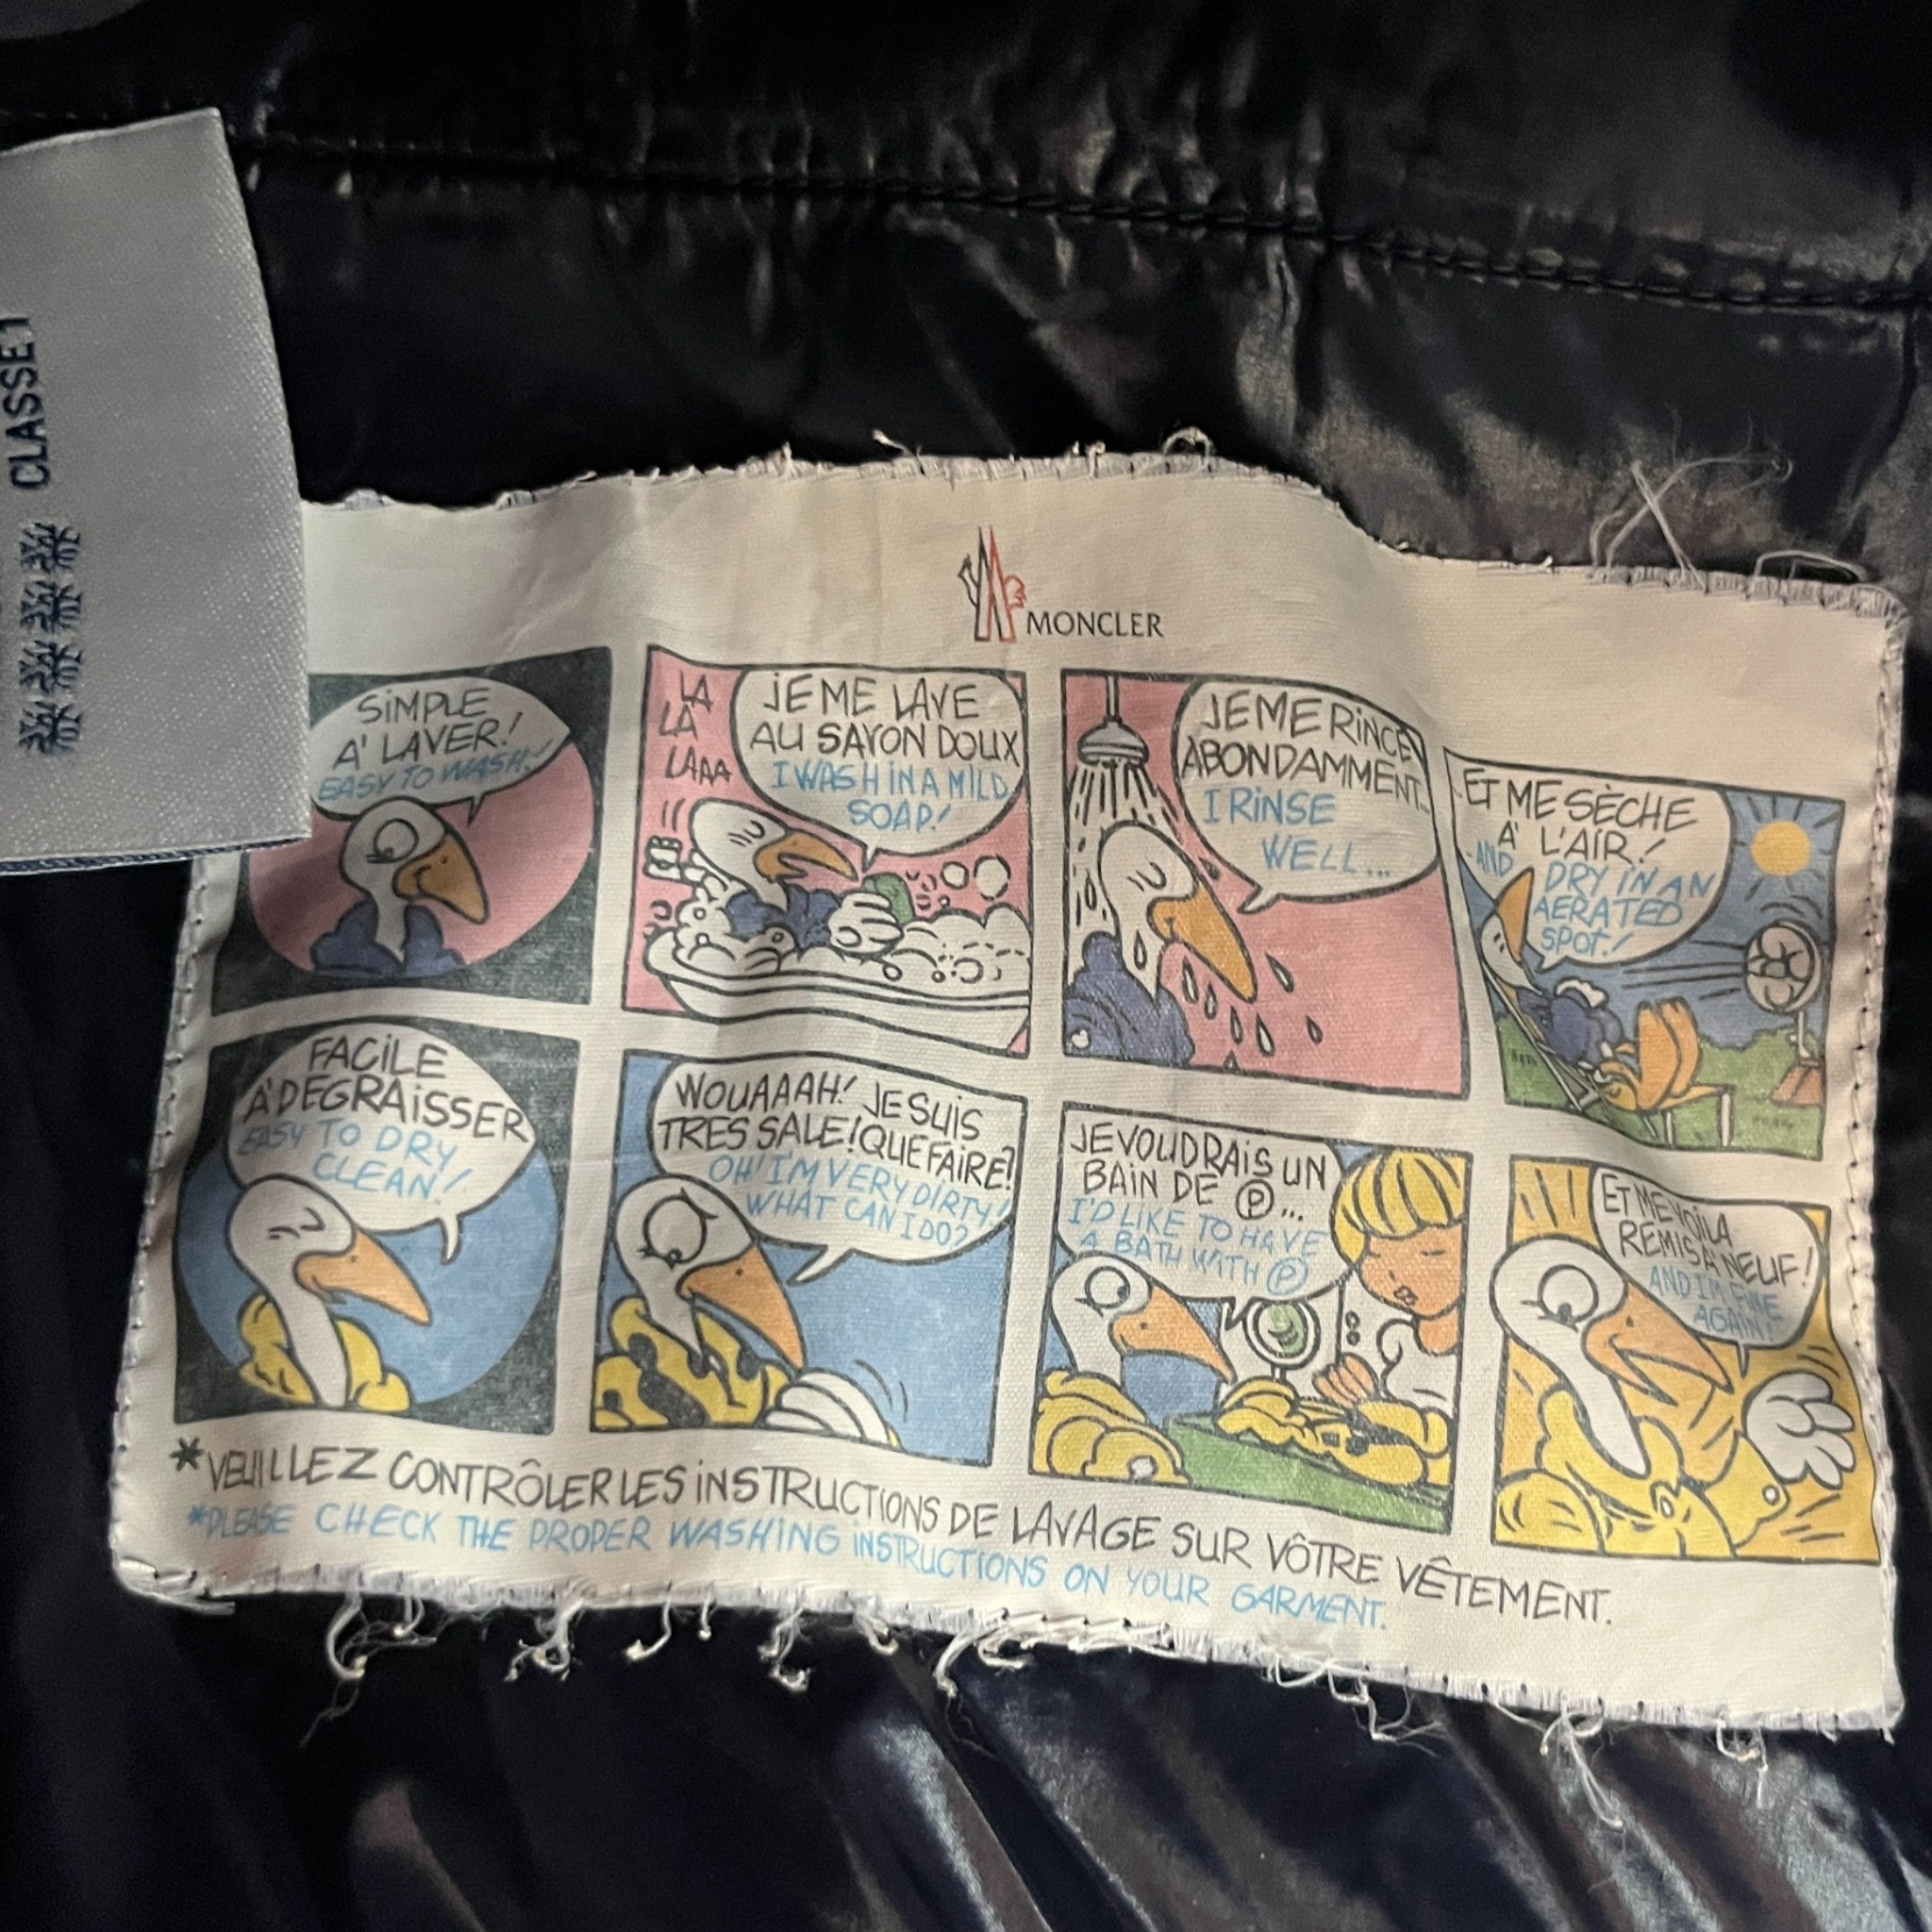 CLASSE 1
MONCLER
SiMPLE
A' LAVER!
EASY TO WASH!
LA
LA
LAAA
JE ME LAVE
AU SAVON DOUX
I WASH IN A MILD
SOAP!
JE ME RiNCE
ABONDAMMENT...
I RiNSE
WELL...
ET ME SÈCHE
A' L'AiR!
AND DRY IN AN
AERATED
SPOT!
FACiLE
A' DEGRAiSSER
EASY TO DRY
CLEAN!
WOUAAAH! JE SUiS
TRES SALE! QUE FAIRE?
OH! I'M VERY DIRTY!
WHAT CAN I DO?
JE VOUDRAiS UN
BAIN DE Ⓟ...
I'D LIKE TO HAVE
A BATH WITH Ⓟ
ET ME VOILA
REMIS A' NEUF!
AND I'M FINE
AGAIN!
*VEUILLEZ CONTRÔLER LES iNSTRUCTIONS DE LAVAGE SUR VÔTRE VÊTEMENT.
*PLEASE CHECK THE PROPER WASHING INSTRUCTIONS ON YOUR GARMENT.